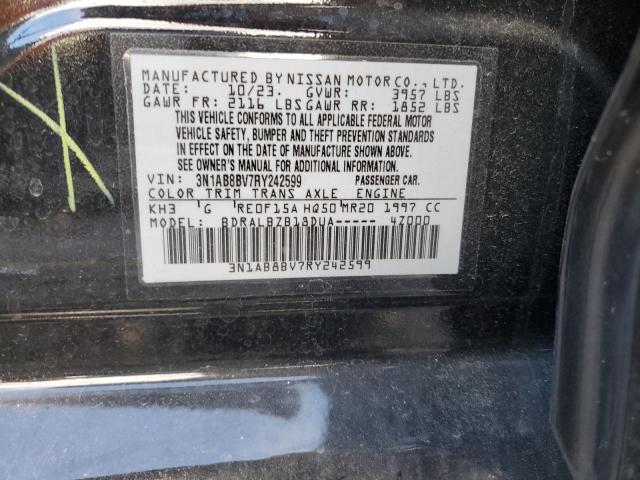 MANUFACTURED BY NISSAN MOTOR CO., LTD.
DATE: 10/23. GVWR: 3957 LBS
GAWR FR: 2116 LBS GAWR RR: 1852 LBS
THIS VEHICLE CONFORMS TO ALL APPLICABLE FEDERAL MOTOR
VEHICLE SAFETY, BUMPER AND THEFT PREVENTION STANDARDS
IN EFFECT ON THE DATE OF MANUFACTURE SHOWN ABOVE.
SEE OWNER'S MANUAL FOR ADDITIONAL INFORMATION.
VIN: 3N1AB8BV7RY242599 PASSENGER CAR.
COLOR TRIM TRANS AXLE ENGINE
KH3 G RE0F15A HQ50 MR20 1997 CC
MODEL: BDRALBZB18DUA----- 47000
3N1AB8BV7RY242599